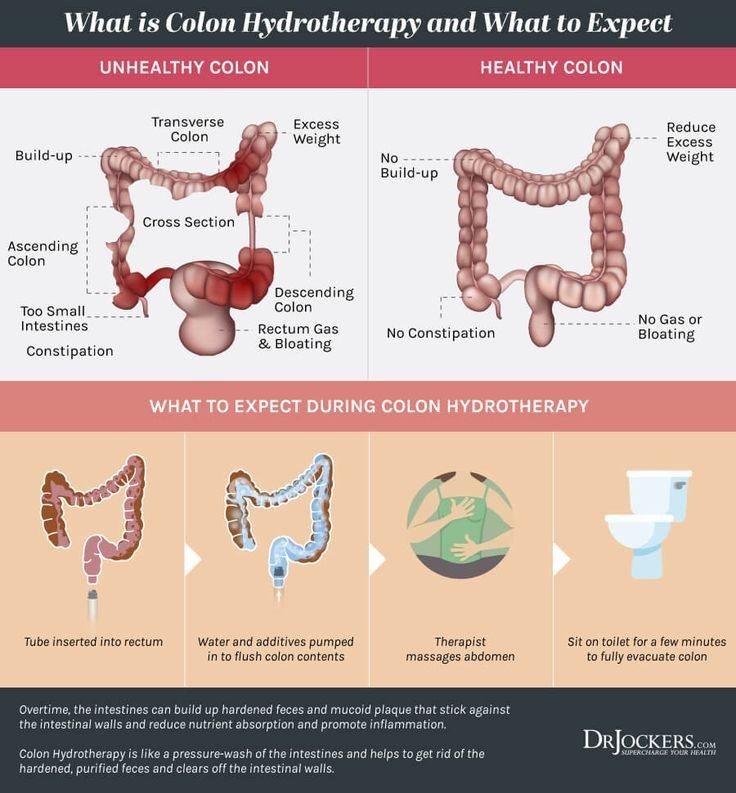 What is Colon Hydrotherapy and What to Expect
UNHEALTHY COLON
Build-up
Transverse
Colon
Excess
Weight
Cross Section
Ascending
Colon
Too Small
Intestines
Constipation
Descending
Colon
Rectum Gas
& Bloating
HEALTHY COLON
No
Build-up
Reduce
Excess
Weight
No Constipation
No Gas or
Bloating
WHAT TO EXPECT DURING COLON HYDROTHERAPY
Tube inserted into rectum
Water and additives pumped
in to flush colon contents
Therapist
massages abdomen
Sit on toilet for a few minutes
to fully evacuate colon
Overtime, the intestines can build up hardened feces and mucoid plaque that stick against
the intestinal walls and reduce nutrient absorption and promote inflammation.
Colon Hydrotherapy is like a pressure-wash of the intestines and helps to get rid of the
hardened, purified feces and clears off the intestinal walls.
DRJOCKERS.COM
SUPERCHARGE YOUR HEALTH